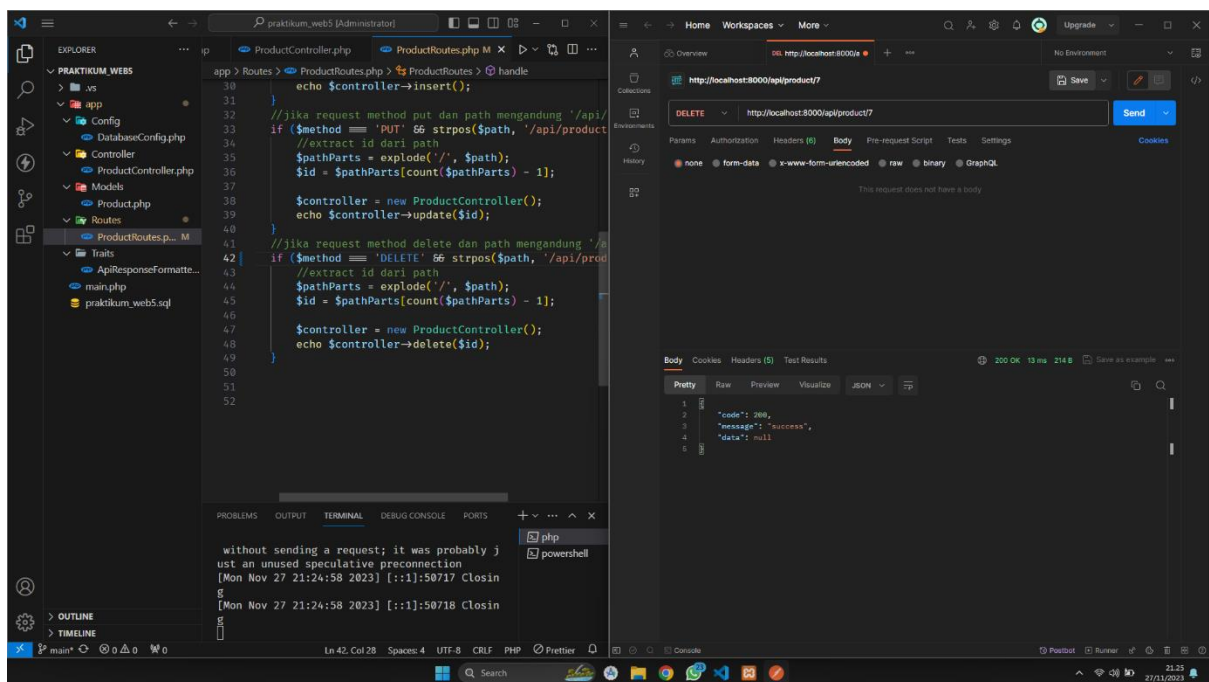 praktikum_web5 [Administrator]
EXPLORER
PRAKTIKUM_WEB5
.vs
app
Config
DatabaseConfig.php
Controller
ProductController.php
Models
Product.php
Routes
ProductRoutes.p... M
Traits
ApiResponseFormatte...
main.php
praktikum_web5.sql
OUTLINE
TIMELINE
ip ProductController.php ProductRoutes.php M
app > Routes > ProductRoutes.php > ProductRoutes > handle
30 echo $controller->insert();
31 }
32 //jika request method put dan path mengandung '/api/
33 if ($method === 'PUT' && strpos($path, '/api/product
34 //extract id dari path
35 $pathParts = explode('/', $path);
36 $id = $pathParts[count($pathParts) - 1];
37
38 $controller = new ProductController();
39 echo $controller->update($id);
40 }
41 //jika request method delete dan path mengandung '/a
42 if ($method === 'DELETE' && strpos($path, '/api/prod
43 //extract id dari path
44 $pathParts = explode('/', $path);
45 $id = $pathParts[count($pathParts) - 1];
46
47 $controller = new ProductController();
48 echo $controller->delete($id);
49 }
50
51
52
PROBLEMS OUTPUT TERMINAL DEBUG CONSOLE PORTS
php
powershell
without sending a request; it was probably j
ust an unused speculative preconnection
[Mon Nov 27 21:24:58 2023] [::1]:50717 Closin
g
[Mon Nov 27 21:24:58 2023] [::1]:50718 Closin
g
main* 0 0 0 Ln 42, Col 28 Spaces: 4 UTF-8 CRLF PHP Prettier
Home Workspaces More Upgrade
Collections
Environments
History
Overview DEL http://localhost:8000/a No Environment
http://localhost:8000/api/product/7 Save
DELETE http://localhost:8000/api/product/7 Send
Params Authorization Headers (6) Body Pre-request Script Tests Settings Cookies
none form-data x-www-form-urlencoded raw binary GraphQL
This request does not have a body
Body Cookies Headers (5) Test Results 200 OK 13 ms 214 B Save as example
Pretty Raw Preview Visualize JSON
1 {
2 "code": 200,
3 "message": "success",
4 "data": null
5 }
Console Postbot Runner
Search
21.25
27/11/2023